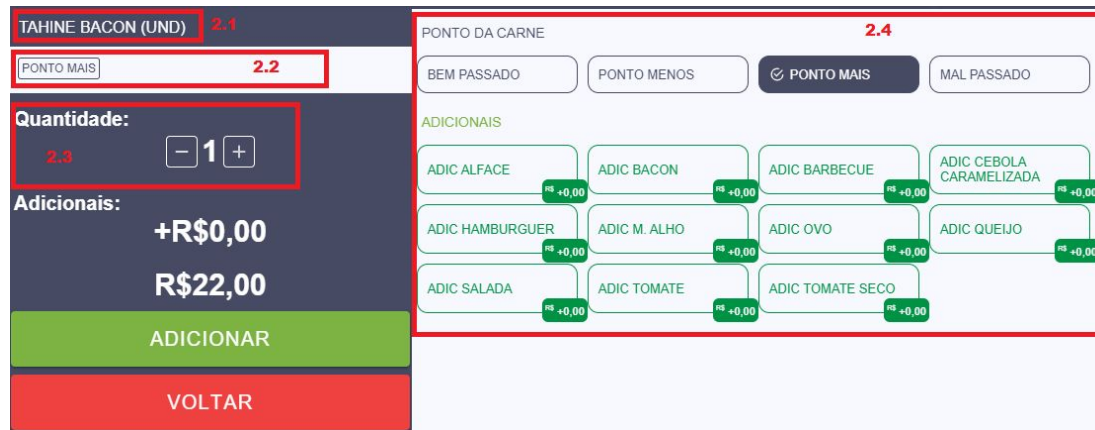 TAHINE BACON (UND) 2.1
PONTO MAIS 2.2
Quantidade:
2.3 − 1 +
Adicionais:
+R$0,00
R$22,00
ADICIONAR
VOLTAR
PONTO DA CARNE 2.4
BEM PASSADO PONTO MENOS PONTO MAIS MAL PASSADO
ADICIONAIS
ADIC ALFACE ADIC BACON ADIC BARBECUE ADIC CEBOLA
CARAMELIZADA
R$ +0,00 R$ +0,00 R$ +0,00 R$ +0,00
ADIC HAMBURGUER ADIC M. ALHO ADIC OVO ADIC QUEIJO
R$ +0,00 R$ +0,00 R$ +0,00 R$ +0,00
ADIC SALADA ADIC TOMATE ADIC TOMATE SECO
R$ +0,00 R$ +0,00 R$ +0,00